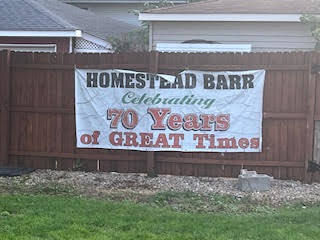 HOMESTEAD BARR
Celebrating
70 Years
of GREAT Times